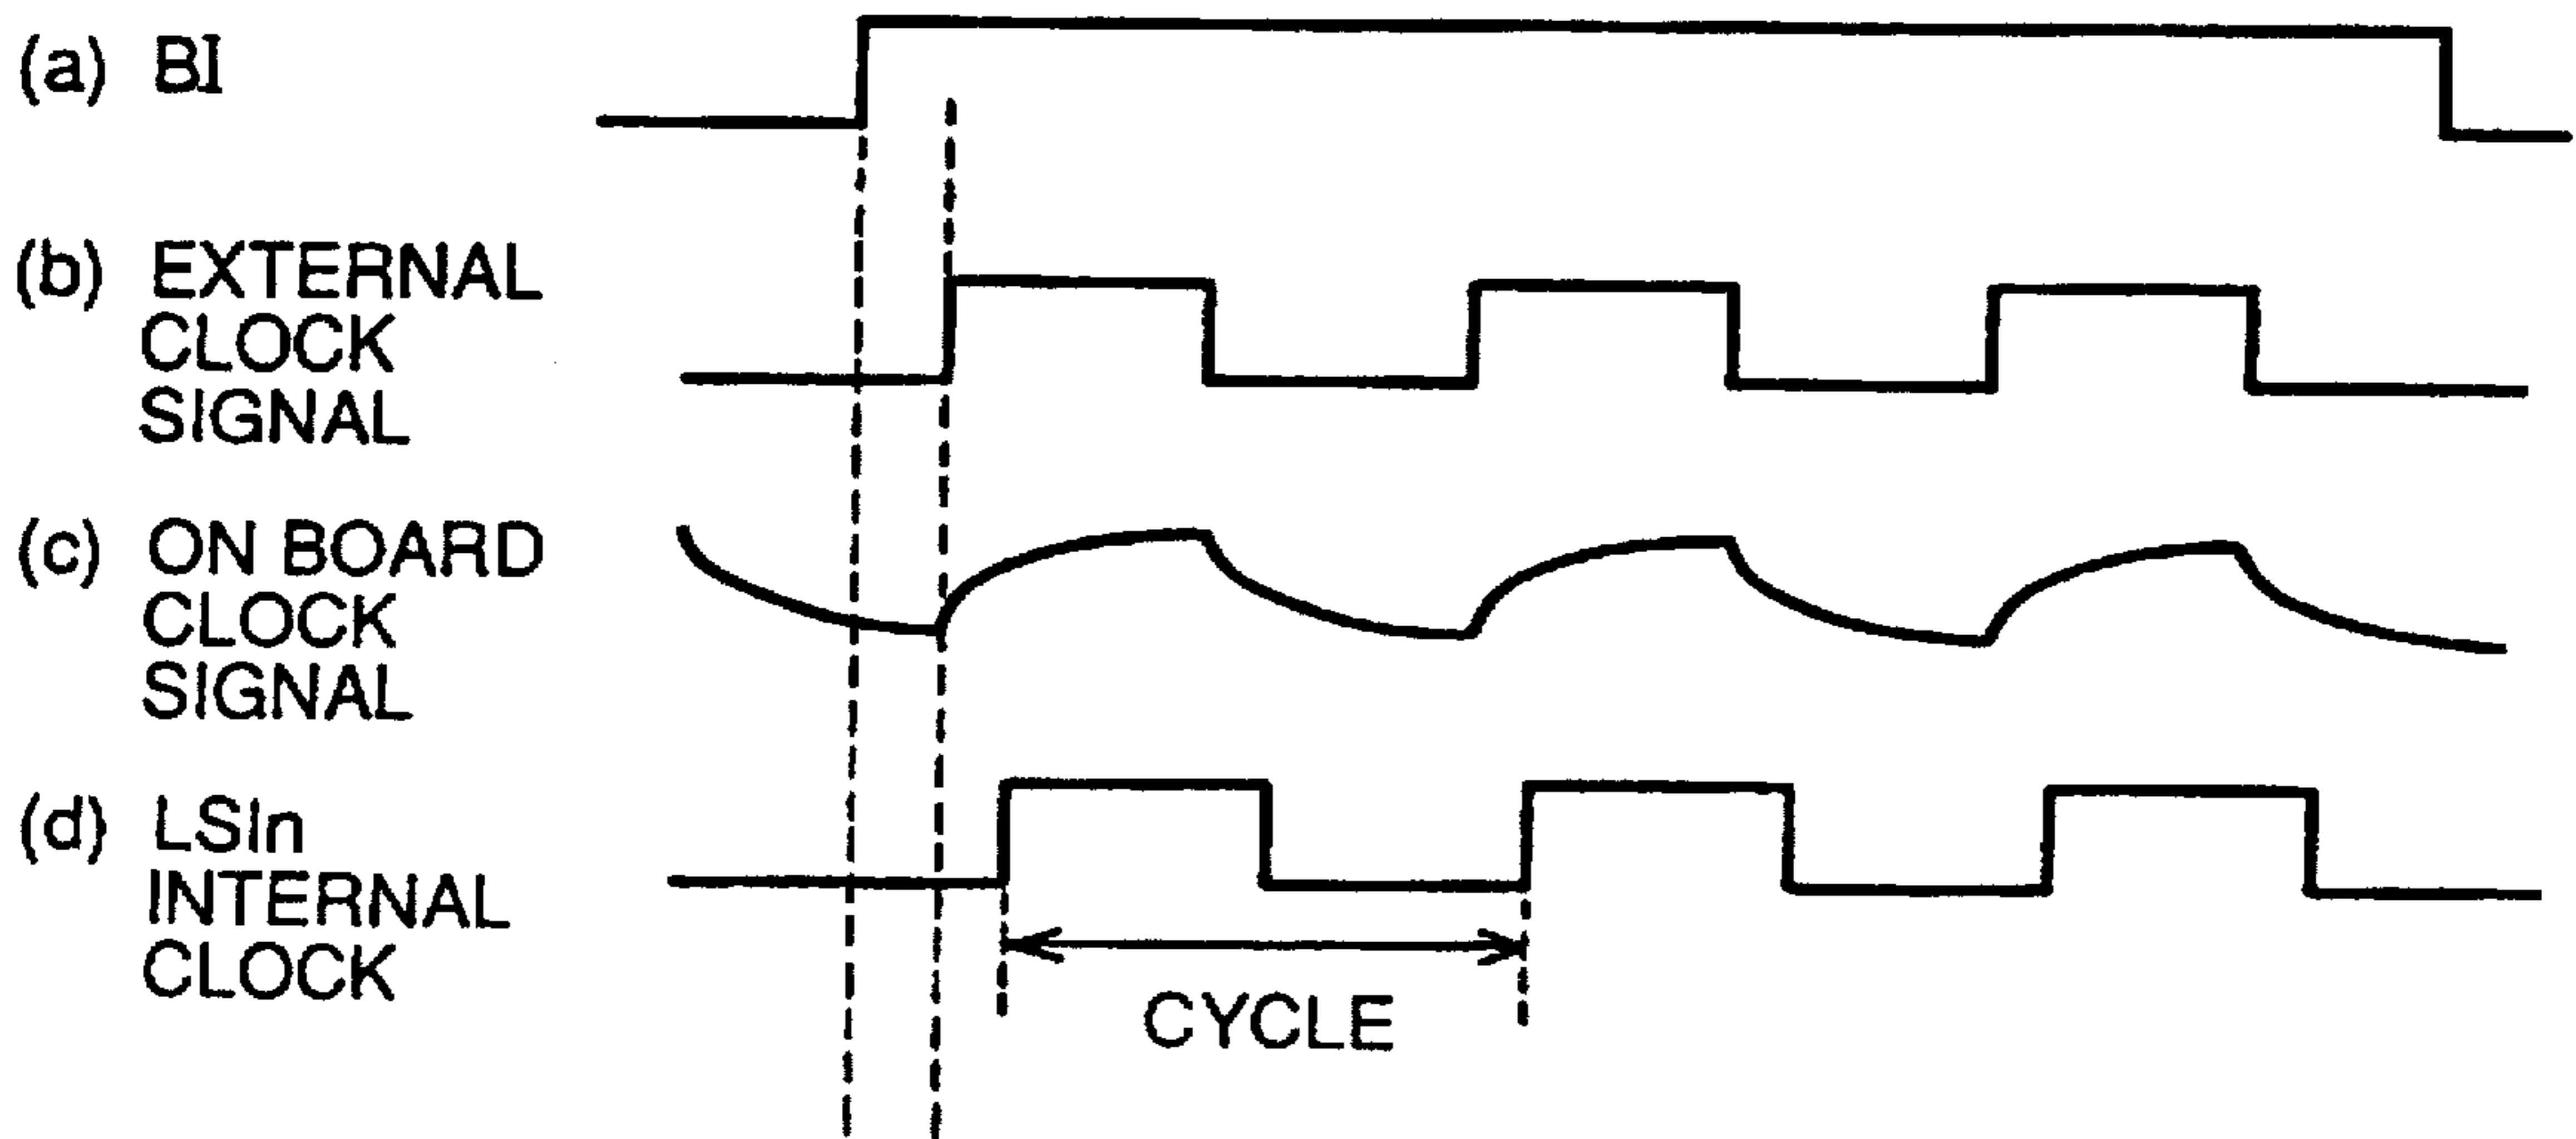 (a) BI
(b) EXTERNAL
CLOCK
SIGNAL
(c) ON BOARD
CLOCK
SIGNAL
(d) LSIn
INTERNAL
CLOCK
CYCLE